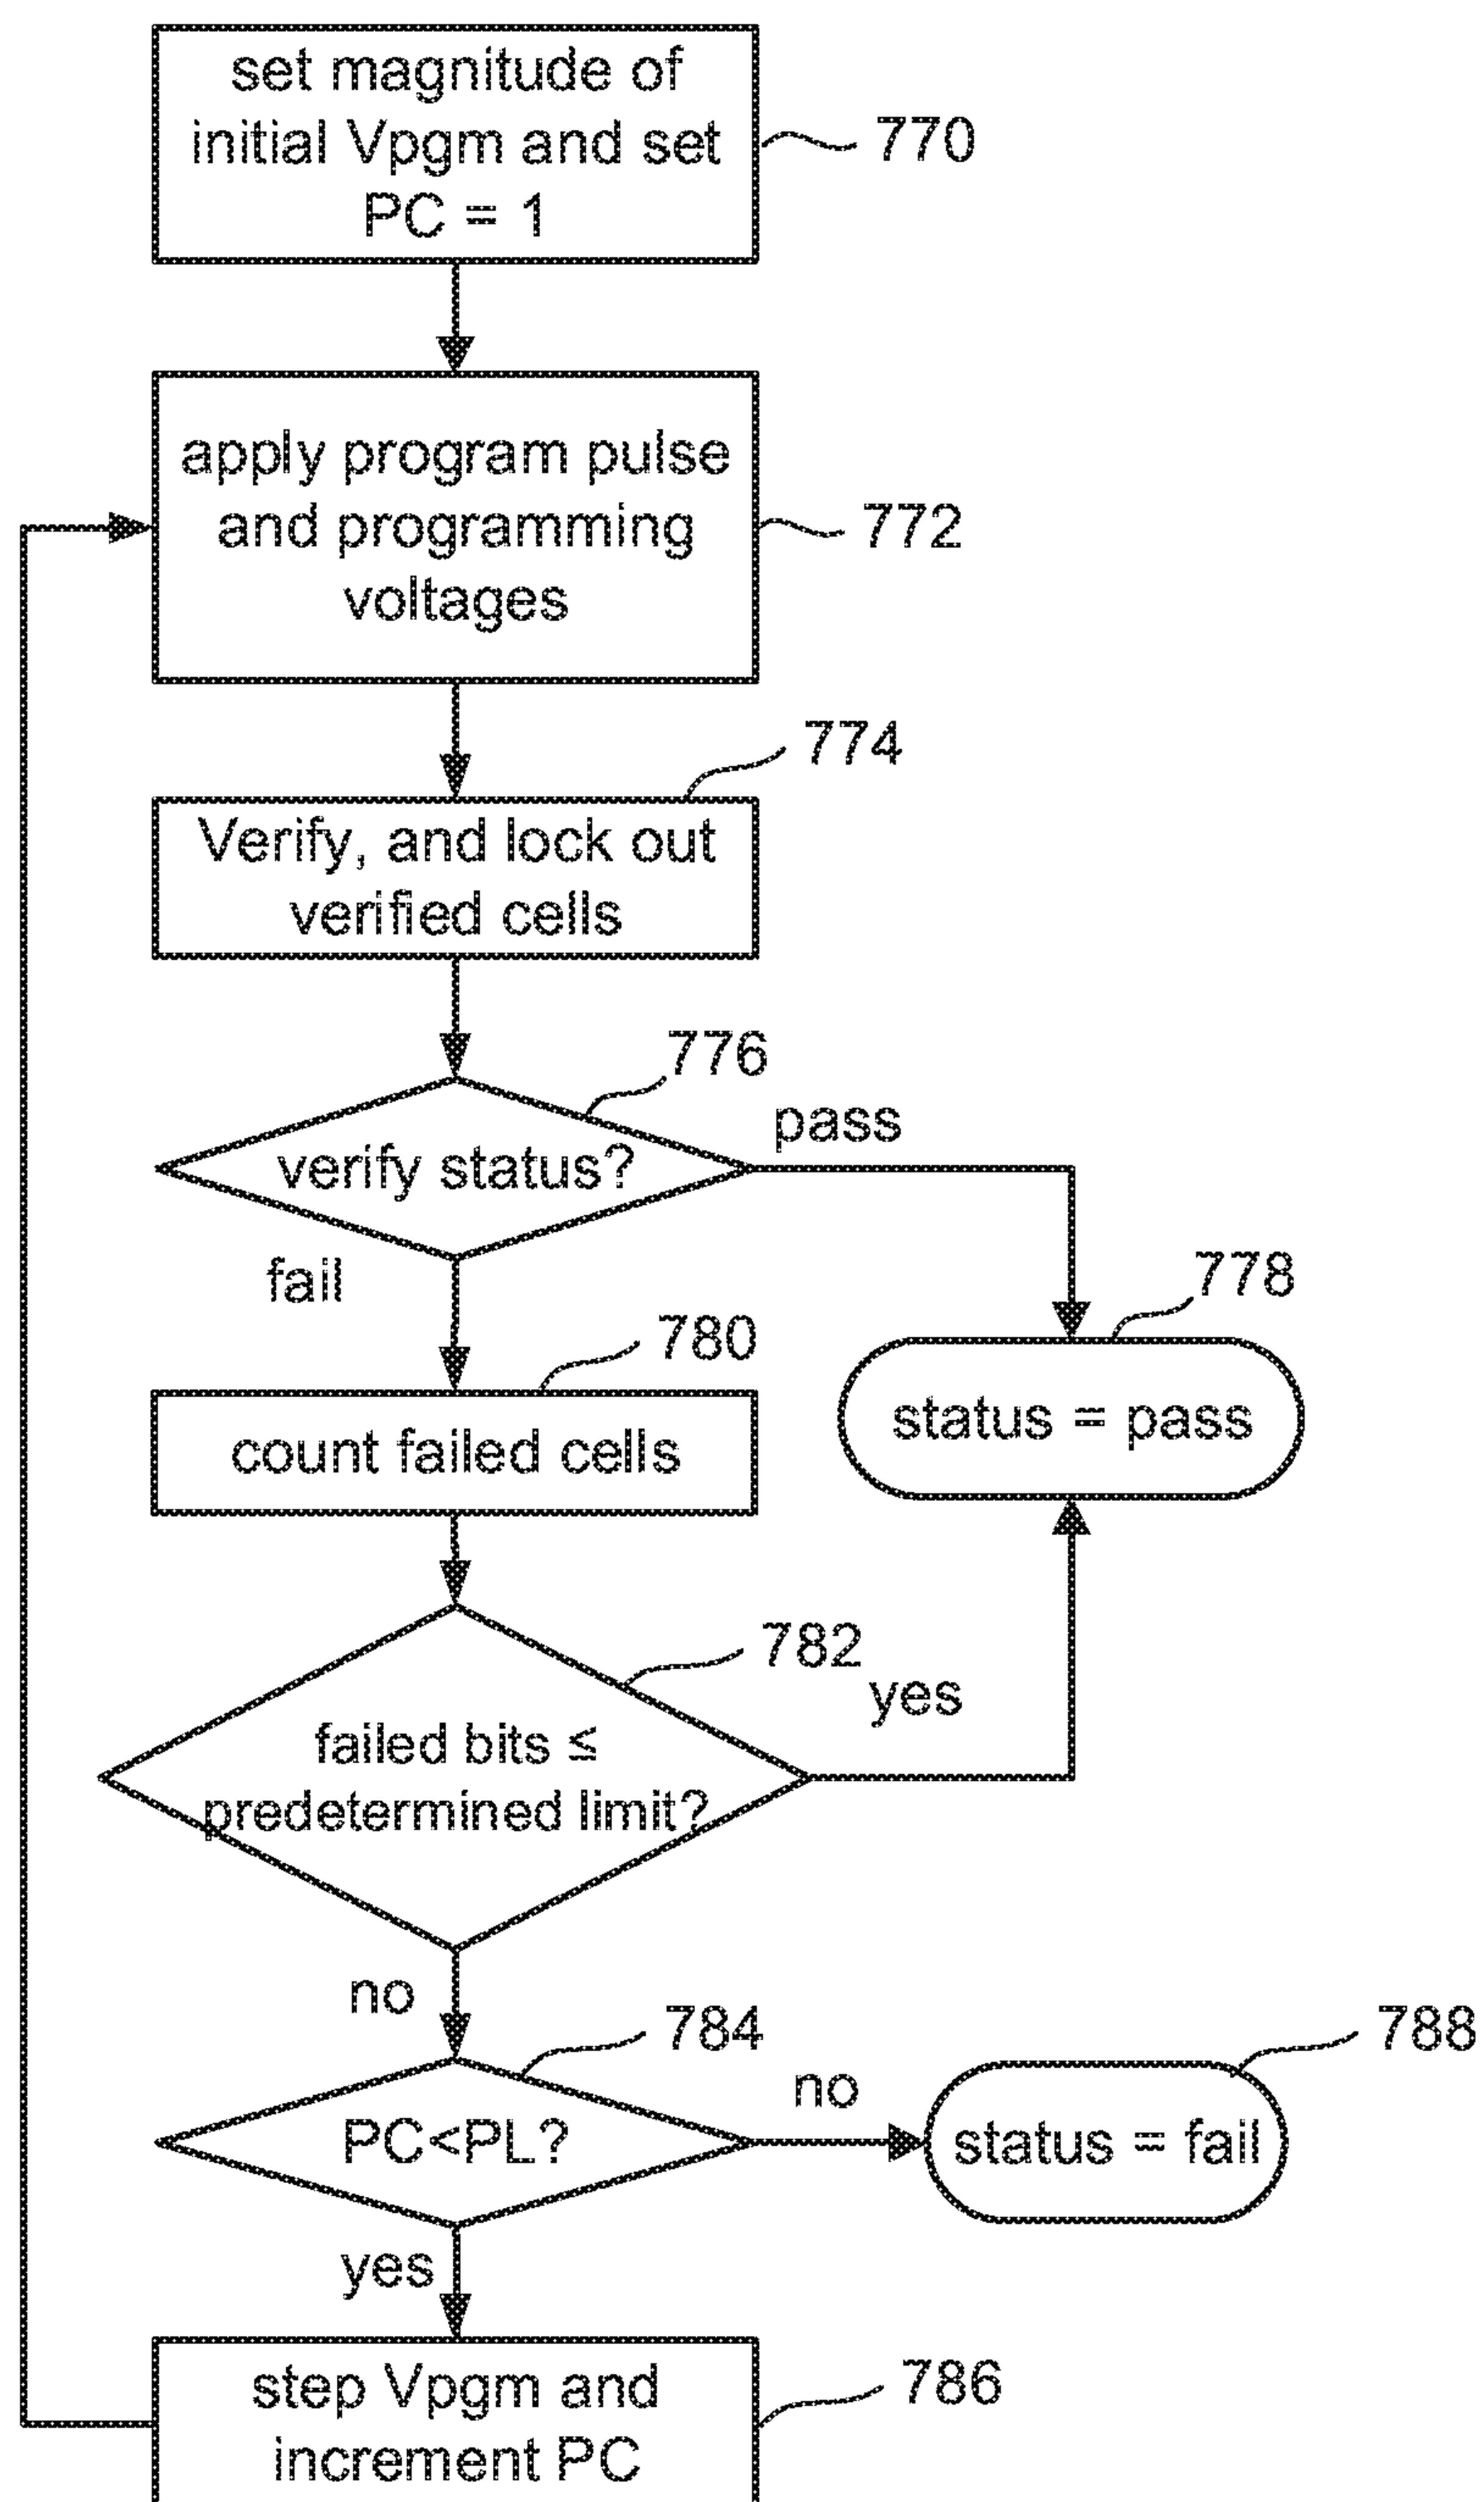 set magnitude of
initial Vpgm and set
PC = 1
770
apply program pulse
and programming
voltages
772
774
Verify, and lock out
verified cells
776
pass
verify status?
fail
778
780
status = pass
count failed cells
782
yes
failed bits ≤
predetermined limit?
no
784
788
no
PC<PL?
status = fail
yes
step Vpgm and
increment PC
786